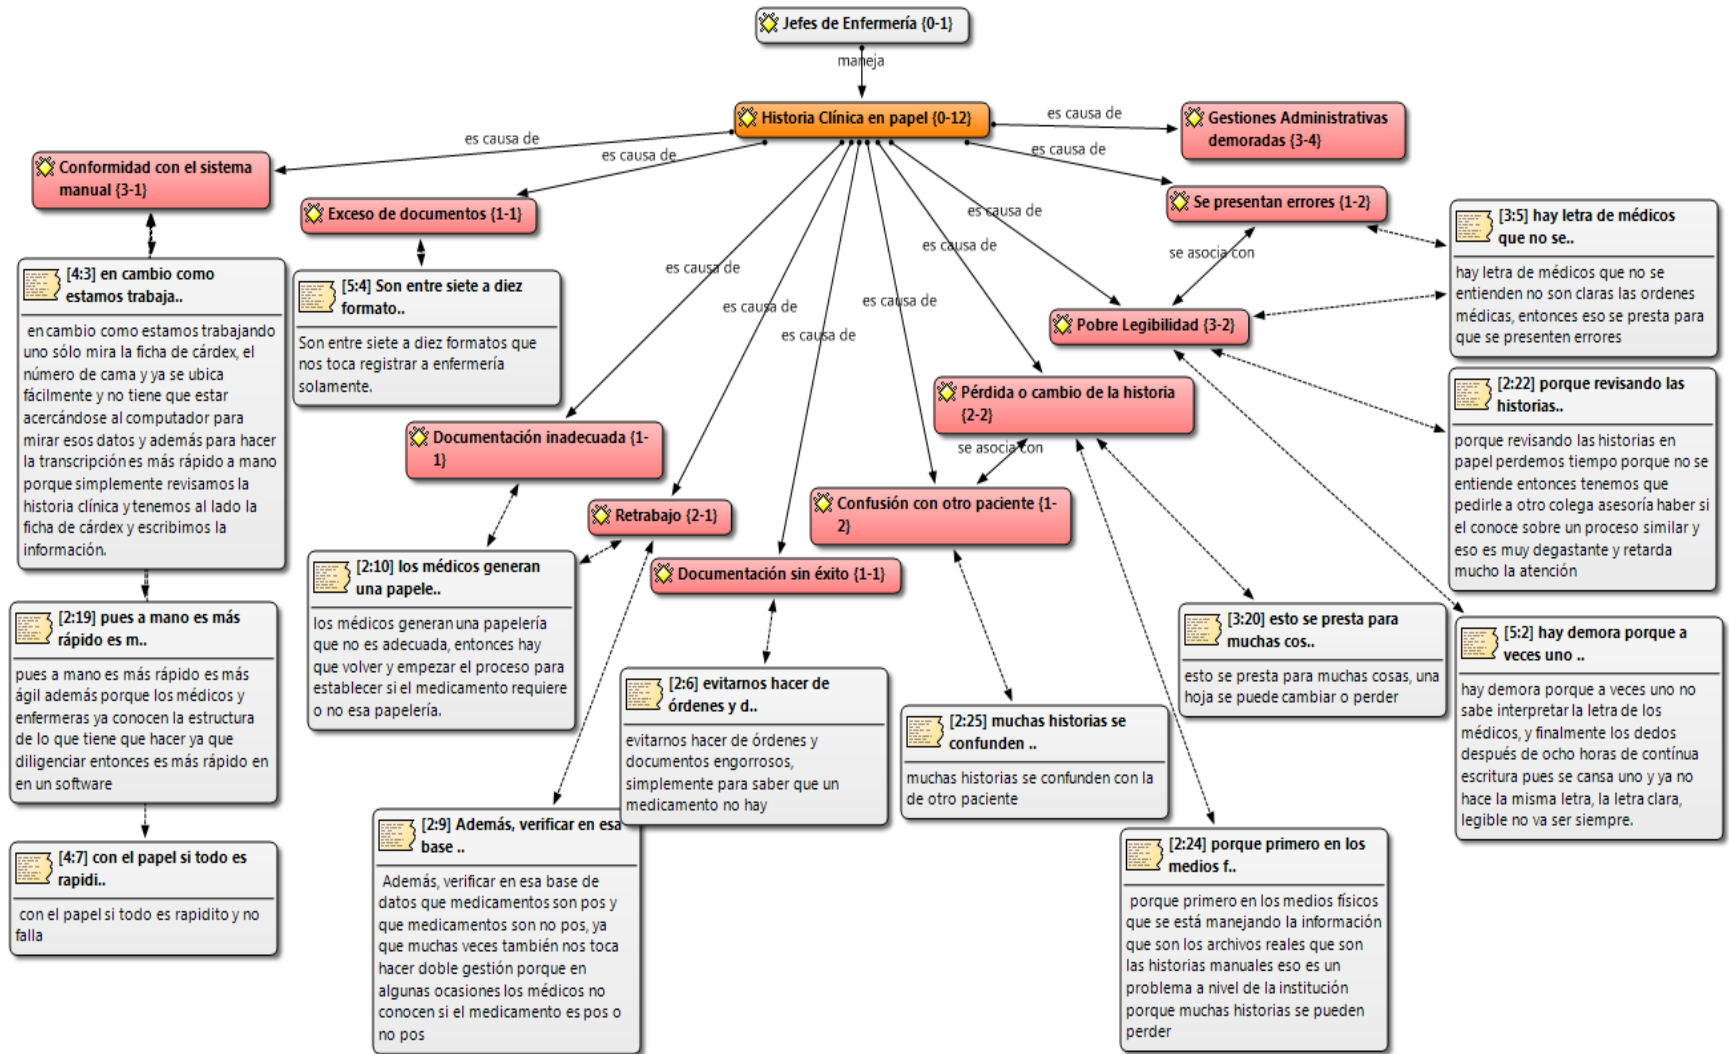 Jefes de Enfermería {0-1}
maneja
Historia Clínica en papel {0-12}
es causa de
Gestiones Administrativas
demoradas {3-4}
es causa de
Conformidad con el sistema
manual {3-1}
es causa de
Exceso de documentos {1-1}
es causa de
Se presentan errores {1-2}
es causa de
Pobre Legibilidad {3-2}
se asocia con
es causa de
Pérdida o cambio de la historia
{2-2}
es causa de
Documentación inadecuada {1-
1}
es causa de
Retrabajo {2-1}
es causa de
Documentación sin éxito {1-1}
es causa de
Confusión con otro paciente {1-
2}
se asocia con
[4:3] en cambio como
estamos trabaja..
en cambio como estamos trabajando
uno sólo mira la ficha de cárdex, el
número de cama y ya se ubica
fácilmente y no tiene que estar
acercándose al computador para
mirar esos datos y además para hacer
la transcripción es más rápido a mano
porque simplemente revisamos la
historia clínica y tenemos al lado la
ficha de cárdex y escribimos la
información.
[2:19] pues a mano es más
rápido es m..
pues a mano es más rápido es más
ágil además porque los médicos y
enfermeras ya conocen la estructura
de lo que tiene que hacer ya que
diligenciar entonces es más rápido en
en un software
[4:7] con el papel si todo es
rapidi..
con el papel si todo es rapidito y no
falla
[5:4] Son entre siete a diez
formato..
Son entre siete a diez formatos que
nos toca registrar a enfermería
solamente.
[2:10] los médicos generan
una papele..
los médicos generan una papelería
que no es adecuada, entonces hay
que volver y empezar el proceso para
establecer si el medicamento requiere
o no esa papelería.
[2:9] Además, verificar en esa
base ..
Además, verificar en esa base de
datos que medicamentos son pos y
que medicamentos son no pos, ya
que muchas veces también nos toca
hacer doble gestión porque en
algunas ocasiones los médicos no
conocen si el medicamento es pos o
no pos
[2:6] evitarnos hacer de
órdenes y d..
evitarnos hacer de órdenes y
documentos engorrosos,
simplemente para saber que un
medicamento no hay
[2:25] muchas historias se
confunden ..
muchas historias se confunden con la
de otro paciente
[2:24] porque primero en los
medios f..
porque primero en los medios físicos
que se está manejando la información
que son los archivos reales que son
las historias manuales eso es un
problema a nivel de la institución
porque muchas historias se pueden
perder
[3:20] esto se presta para
muchas cos..
esto se presta para muchas cosas, una
hoja se puede cambiar o perder
[3:5] hay letra de médicos
que no se..
hay letra de médicos que no se
entienden no son claras las ordenes
médicas, entonces eso se presta para
que se presenten errores
[2:22] porque revisando las
historias..
porque revisando las historias en
papel perdemos tiempo porque no se
entiende entonces tenemos que
pedirle a otro colega asesoría haber si
el conoce sobre un proceso similar y
eso es muy degastante y retarda
mucho la atención
[5:2] hay demora porque a
veces uno ..
hay demora porque a veces uno no
sabe interpretar la letra de los
médicos, y finalmente los dedos
después de ocho horas de contínua
escritura pues se cansa uno y ya no
hace la misma letra, la letra clara,
legible no va ser siempre.